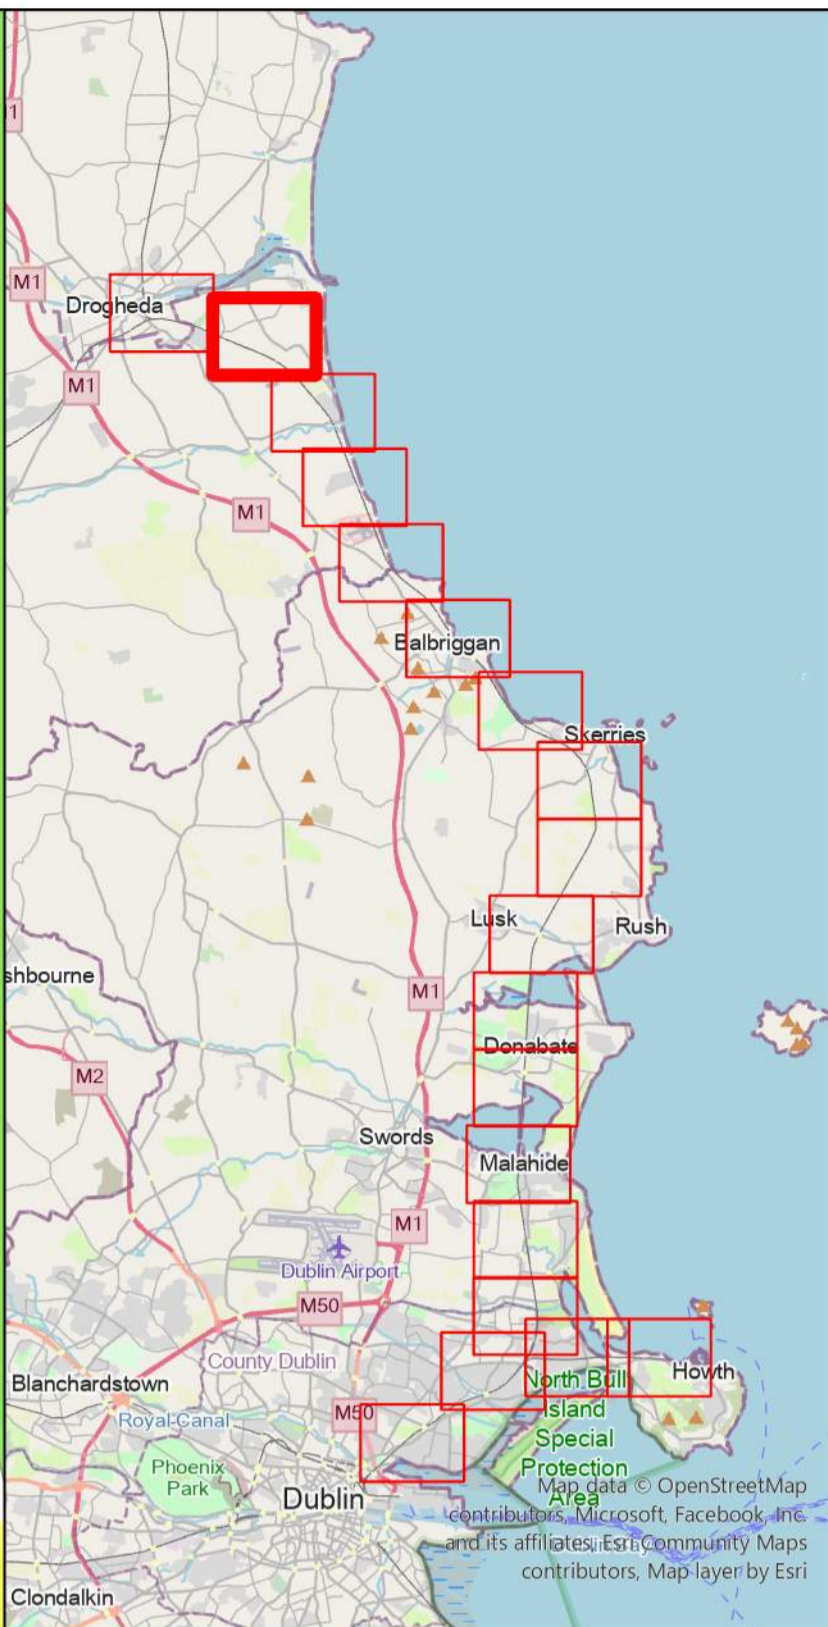 1
M1
Drogheda
M1
M1
Balbriggan
Skerries
Lusk
Rush
shbourne
M1
Donabate
M2
Swords
Malahide
M1
Dublin Airport
M50
County Dublin
Howth
Blanchardstown
North Bull
Island
Special
Protection
Area
Royal Canal
M50
Phoenix
Park
Dublin
Map data © OpenStreetMap
contributors, Microsoft, Facebook, Inc.
and its affiliates, Esri Community Maps
contributors, Map layer by Esri
Clondalkin